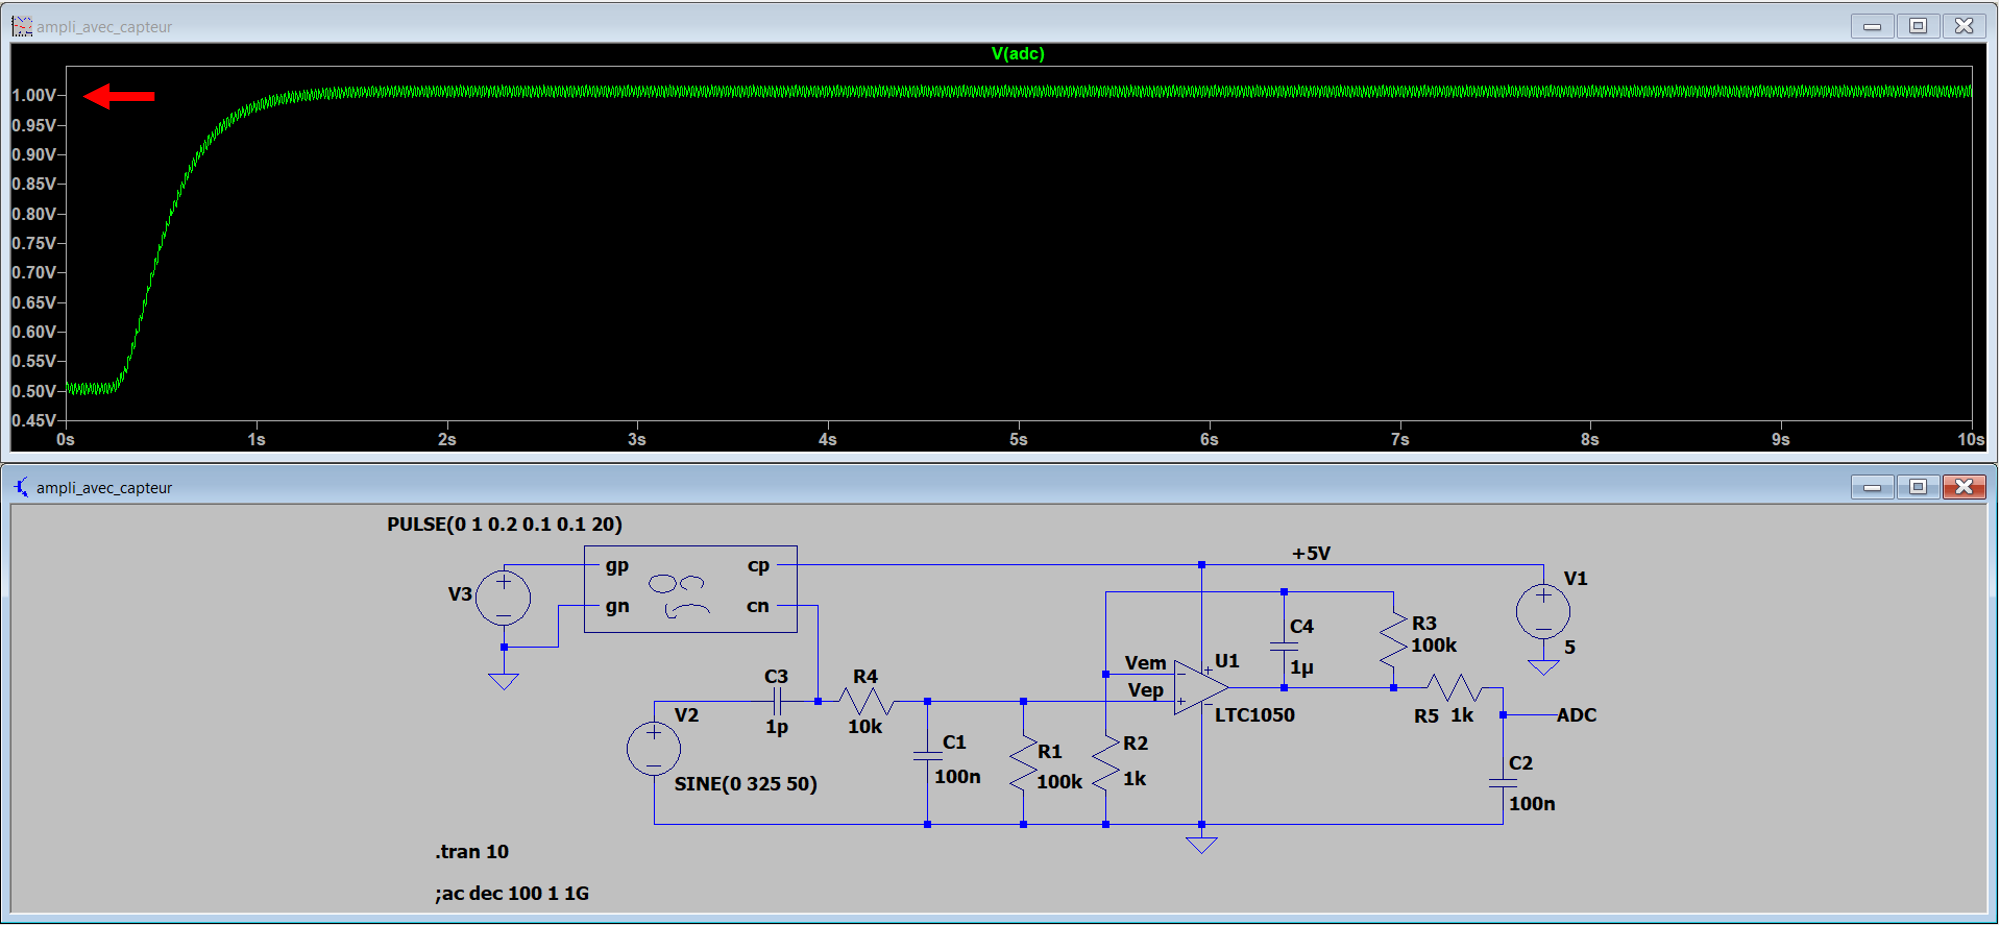 ampli_avec_capteur
V(adc)
1.00V
0.95V
0.90V
0.85V
0.80V
0.75V
0.70V
0.65V
0.60V
0.55V
0.50V
0.45V
0s 1s 2s 3s 4s 5s 6s 7s 8s 9s 10s
ampli_avec_capteur
PULSE(0 1 0.2 0.1 0.1 20)
+5V
gp cp
V3
gn cn
V1
5
C4
1µ
R3
100k
Vem
U1
Vep
LTC1050
C3
1p
R4
10k
V2
R5 1k
ADC
C1
100n
R1
100k
R2
1k
C2
100n
SINE(0 325 50)
.tran 10
;ac dec 100 1 1G